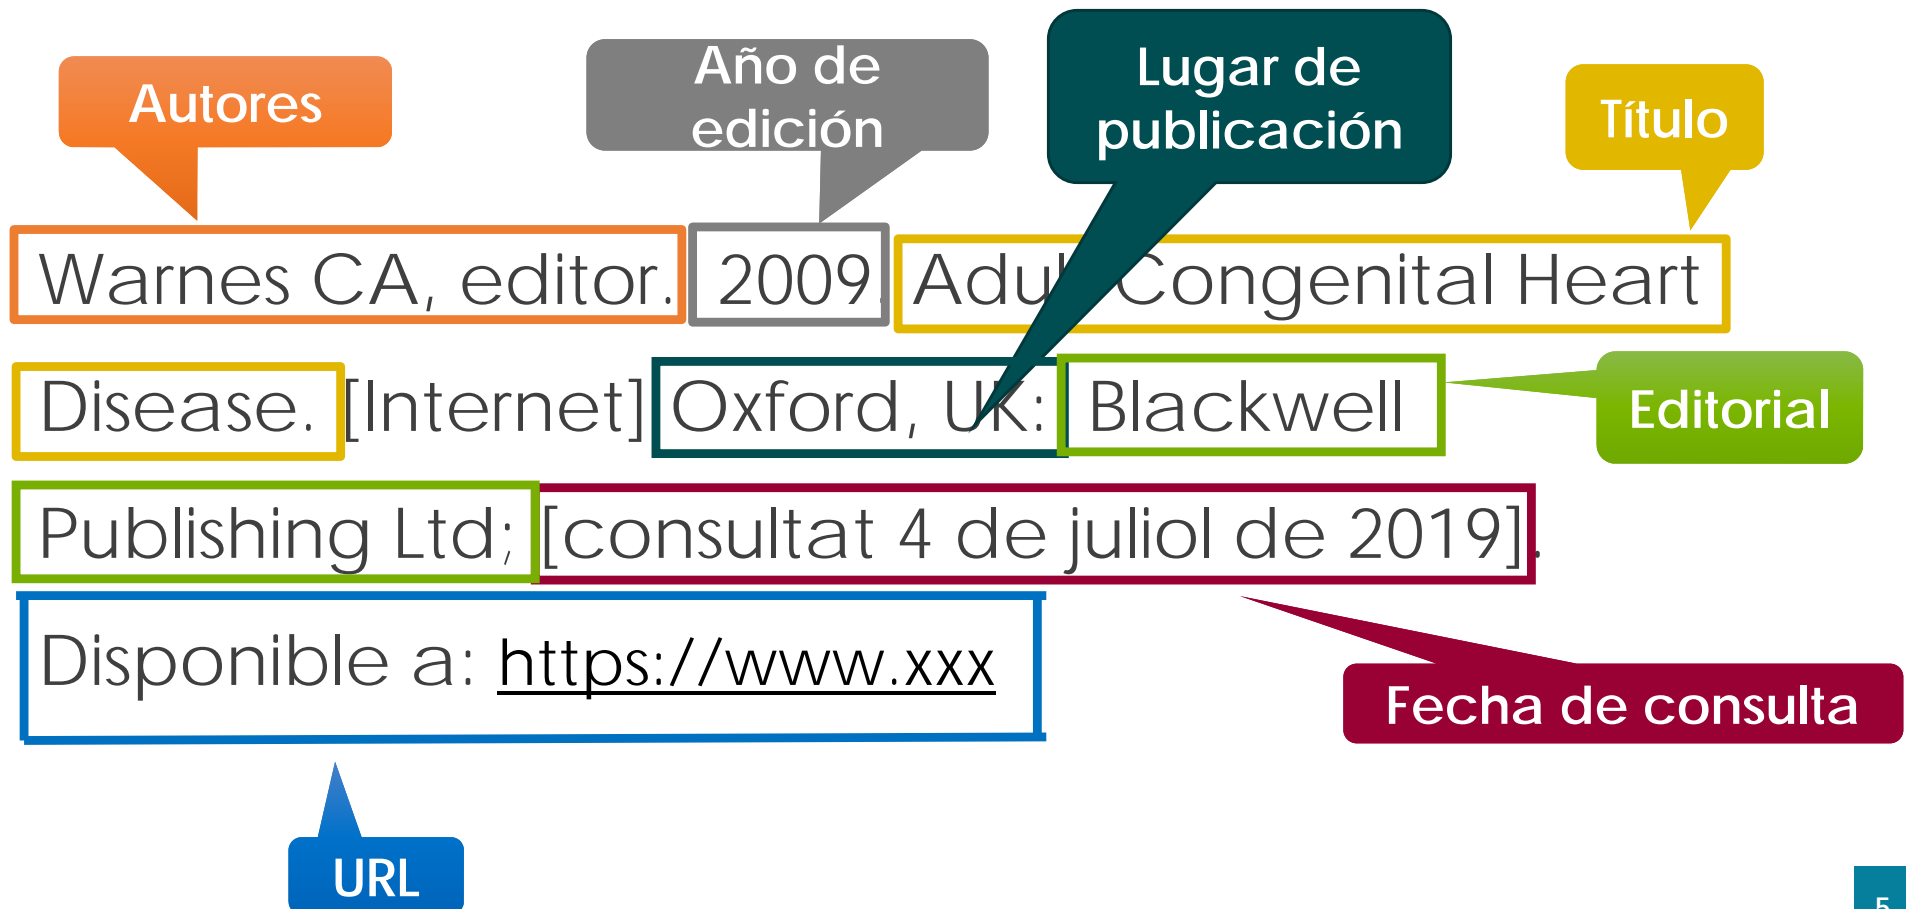 Autores
Año de
edición
Lugar de
publicación
Título
Warnes CA, editor. 2009. Adult Congenital Heart
Disease. [Internet] Oxford, UK: Blackwell
Editorial
Publishing Ltd; [consultat 4 de juliol de 2019].
Disponible a: https://www.xxx
Fecha de consulta
URL
5